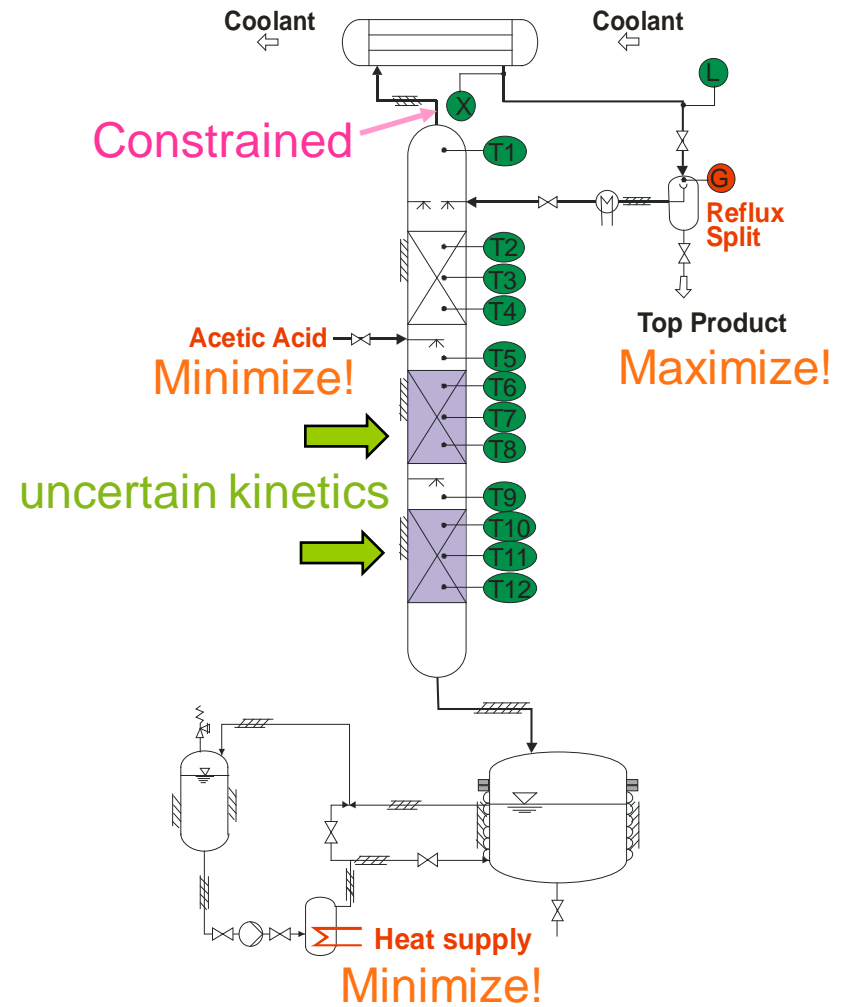 Coolant
Coolant
L
X
Constrained
T1
G
Reflux
Split
T2
T3
T4
Top Product
Maximize!
Acetic Acid
Minimize!
T5
T6
T7
T8
uncertain kinetics
T9
T10
T11
T12
Heat supply
Minimize!